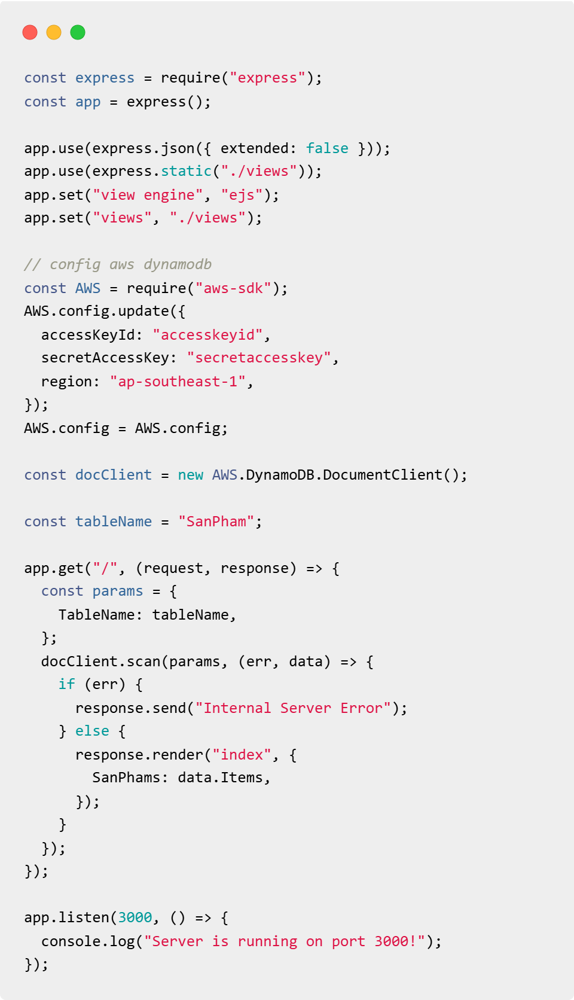 const express = require("express");
const app = express();

app.use(express.json({ extended: false }));
app.use(express.static("./views"));
app.set("view engine", "ejs");
app.set("views", "./views");

// config aws dynamodb
const AWS = require("aws-sdk");
AWS.config.update({
  accessKeyId: "accesskeyid",
  secretAccessKey: "secretaccesskey",
  region: "ap-southeast-1",
});
AWS.config = AWS.config;

const docClient = new AWS.DynamoDB.DocumentClient();

const tableName = "SanPham";

app.get("/", (request, response) => {
  const params = {
    TableName: tableName,
  };
  docClient.scan(params, (err, data) => {
    if (err) {
      response.send("Internal Server Error");
    } else {
      response.render("index", {
        SanPhams: data.Items,
      });
    }
  });
});

app.listen(3000, () => {
  console.log("Server is running on port 3000!");
});